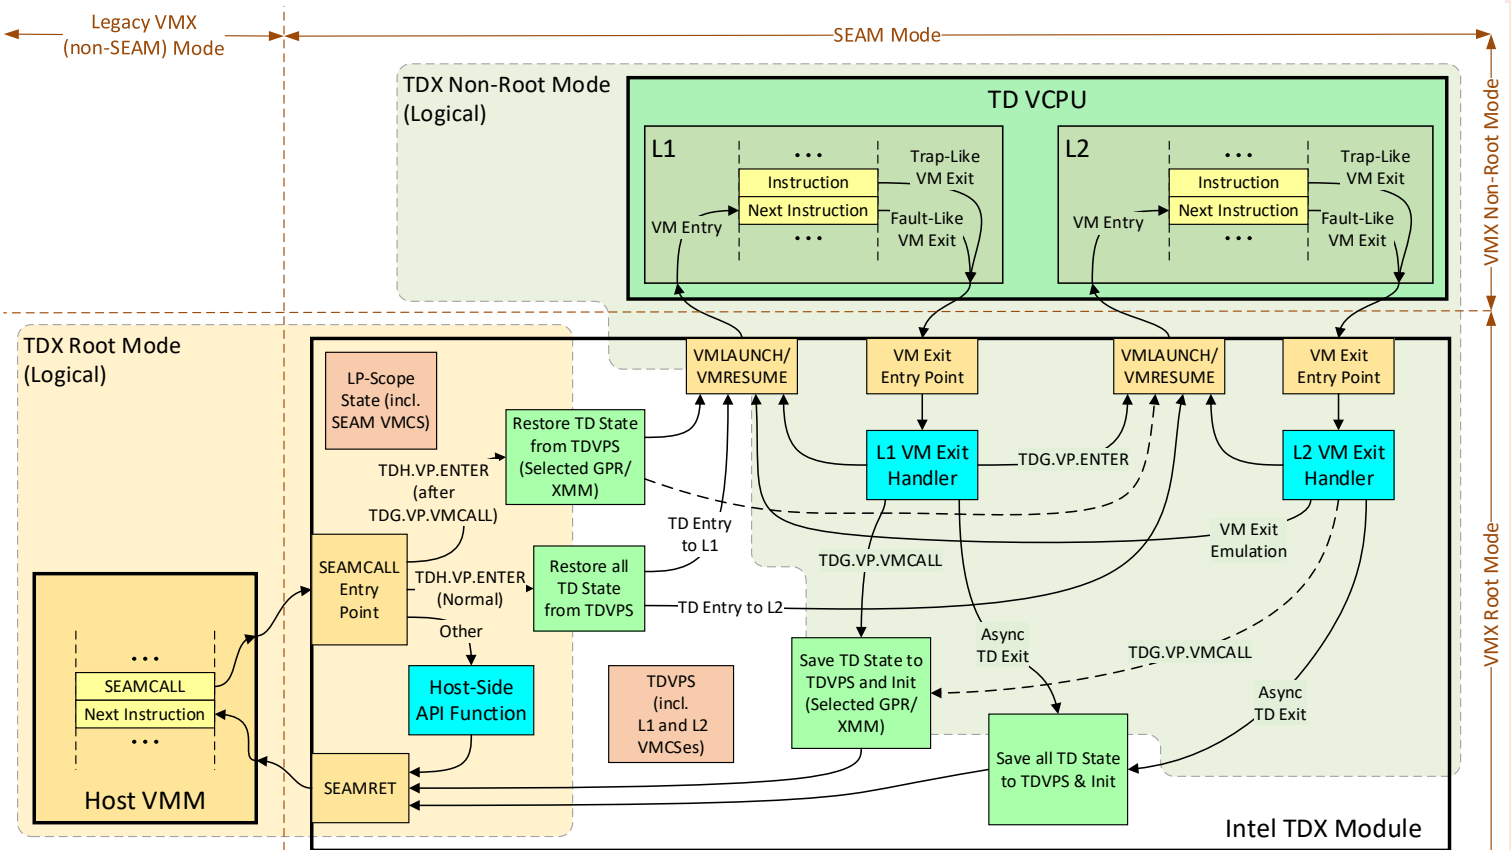 Legacy VMX
(non-SEAM) Mode
SEAM Mode
VMX Non-Root Mode
VMX Root Mode
TDX Non-Root Mode
(Logical)
TD VCPU
L1
• • •
Instruction
Next Instruction
• • •
Trap-Like
VM Exit
Fault-Like
VM Exit
VM Entry
L2
• • •
Instruction
Next Instruction
• • •
Trap-Like
VM Exit
Fault-Like
VM Exit
VM Entry
TDX Root Mode
(Logical)
LP-Scope
State (incl.
SEAM VMCS)
VMLAUNCH/
VMRESUME
VM Exit
Entry Point
VMLAUNCH/
VMRESUME
VM Exit
Entry Point
TDH.VP.ENTER
(after
TDG.VP.VMCALL)
Restore TD State
from TDVPS
(Selected GPR/
XMM)
L1 VM Exit
Handler
TDG.VP.ENTER
L2 VM Exit
Handler
TD Entry
to L1
VM Exit
Emulation
SEAMCALL
Entry
Point
TDH.VP.ENTER
(Normal)
Restore all
TD State
from TDVPS
TDG.VP.VMCALL
TD Entry to L2
Other
Async
TD Exit
TDG.VP.VMCALL
Async
TD Exit
• • •
SEAMCALL
Next Instruction
• • •
Host VMM
Host-Side
API Function
TDVPS
(incl.
L1 and L2
VMCSes)
Save TD State to
TDVPS and Init
(Selected GPR/
XMM)
Save all TD State
to TDVPS & Init
SEAMRET
Intel TDX Module